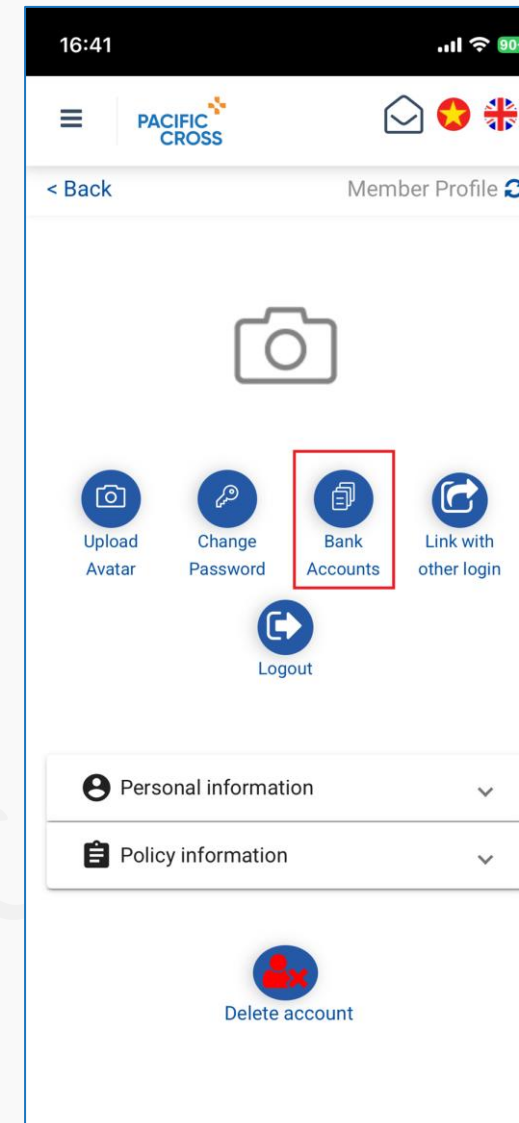 16:41
90+
PACIFIC
CROSS
< Back
Member Profile
Upload
Avatar
Change
Password
Bank
Accounts
Link with
other login
Logout
Personal information
Policy information
Delete account